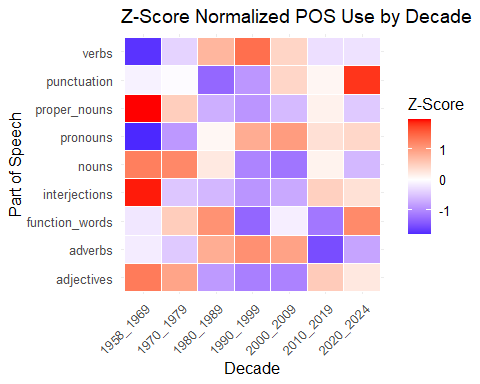 Z-Score Normalized POS Use by Decade
verbs
punctuation
proper_nouns
pronouns
nouns
interjections
function_words
adverbs
adjectives
Part of Speech
1958_1969
1970_1979
1980_1989
1990_1999
2000_2009
2010_2019
2020_2024
Decade
Z-Score
1
0
-1